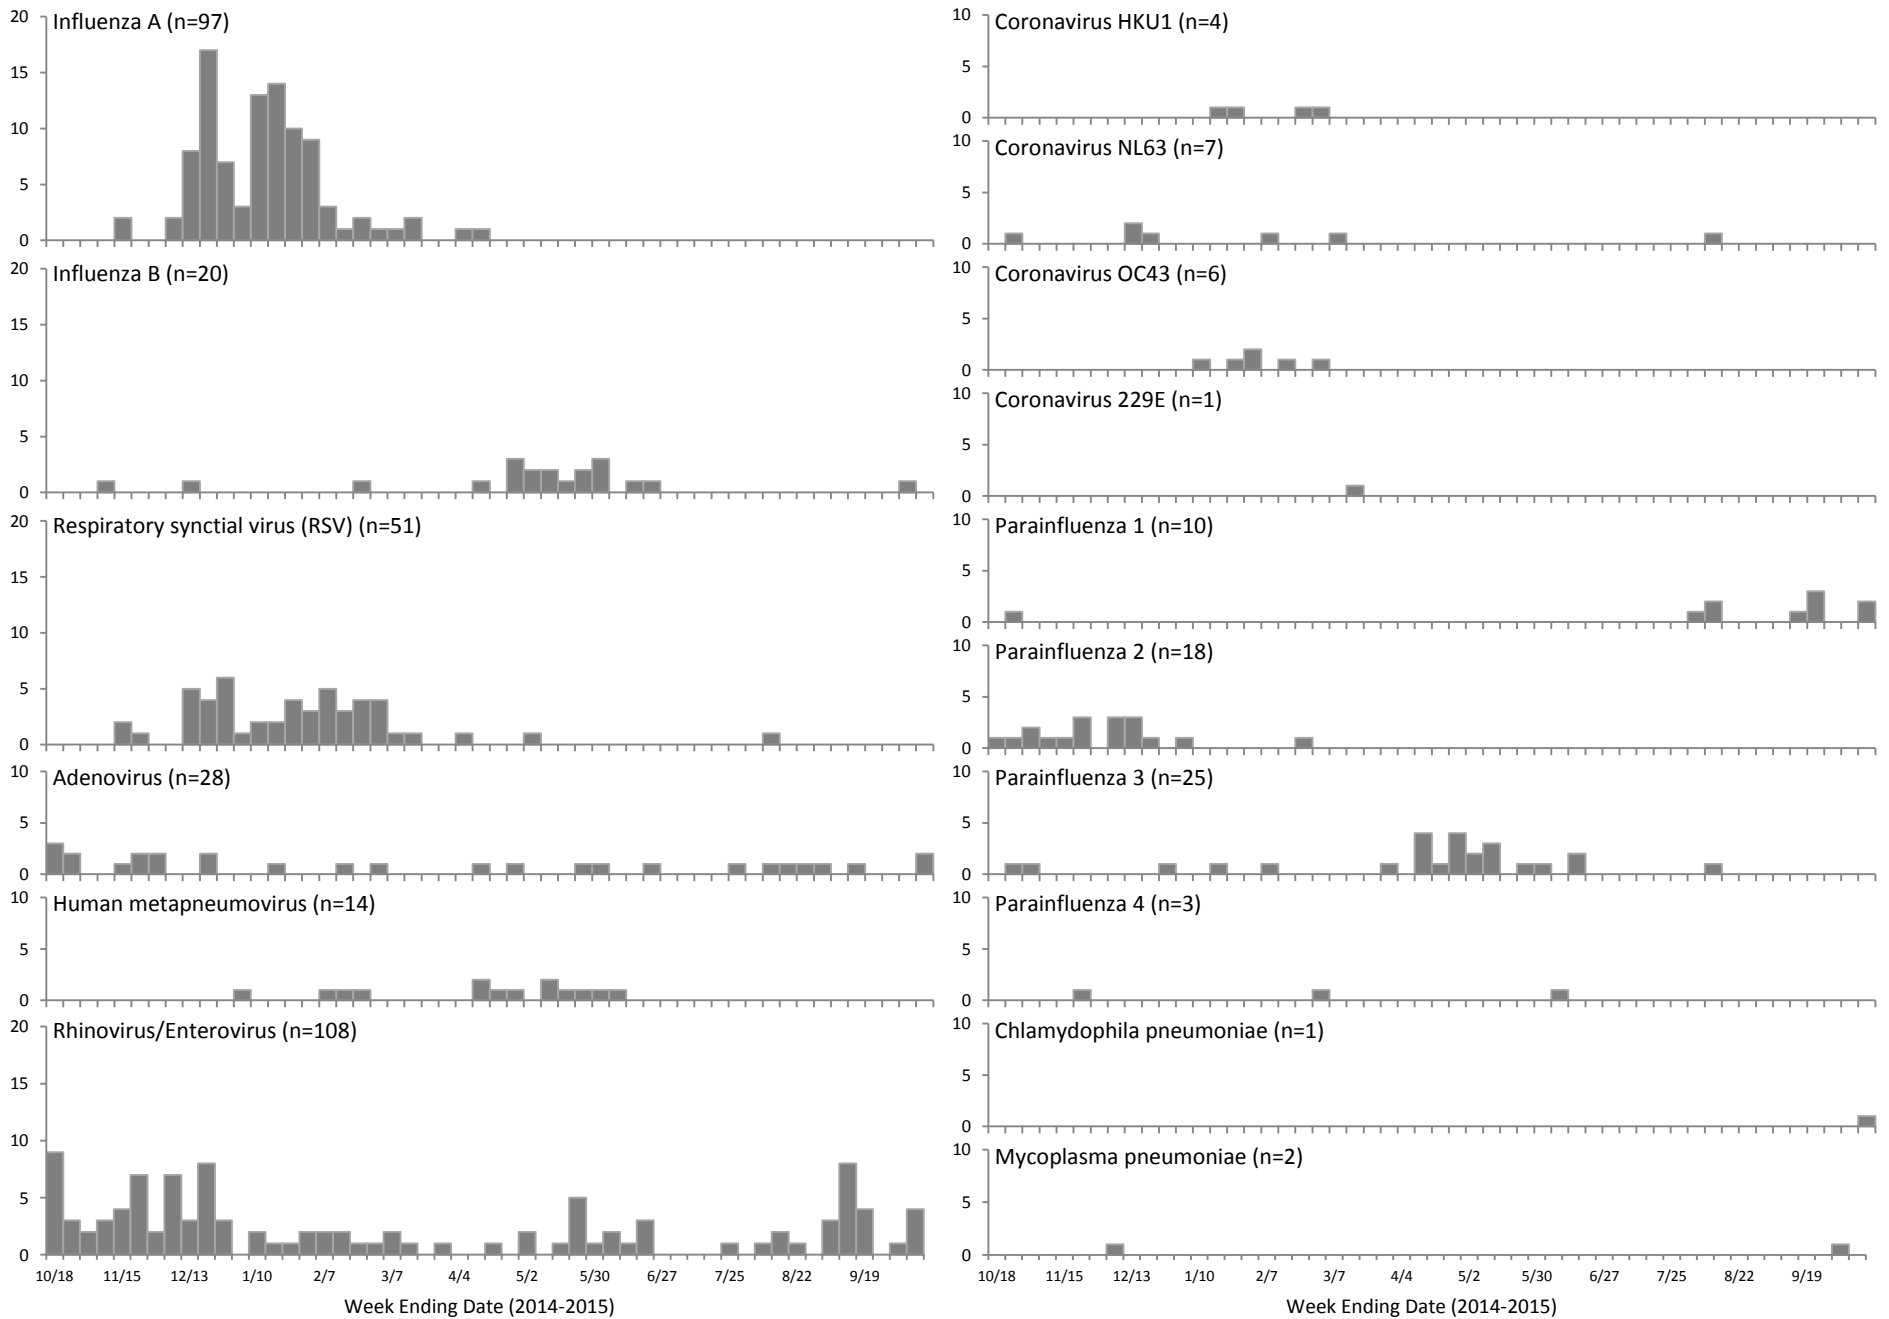 Influenza A (n=97)
20
15
10
5
0
Influenza B (n=20)
20
15
10
5
0
Respiratory synctial virus (RSV) (n=51)
20
15
10
5
0
Adenovirus (n=28)
10
5
0
Human metapneumovirus (n=14)
10
5
0
Rhinovirus/Enterovirus (n=108)
20
15
10
5
0
10/18 11/15 12/13 1/10 2/7 3/7 4/4 5/2 5/30 6/27 7/25 8/22 9/19
Week Ending Date (2014-2015)
Coronavirus HKU1 (n=4)
10
5
0
Coronavirus NL63 (n=7)
10
5
0
Coronavirus OC43 (n=6)
10
5
0
Coronavirus 229E (n=1)
10
5
0
Parainfluenza 1 (n=10)
10
5
0
Parainfluenza 2 (n=18)
10
5
0
Parainfluenza 3 (n=25)
10
5
0
Parainfluenza 4 (n=3)
10
5
0
Chlamydophila pneumoniae (n=1)
10
5
0
Mycoplasma pneumoniae (n=2)
10
5
0
10/18 11/15 12/13 1/10 2/7 3/7 4/4 5/2 5/30 6/27 7/25 8/22 9/19
Week Ending Date (2014-2015)